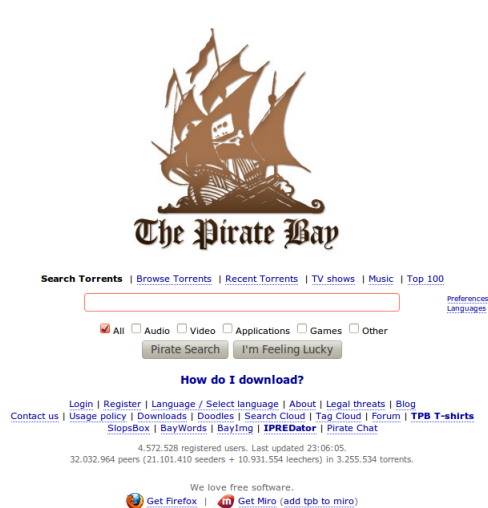 The Pirate Bay
Search Torrents | Browse Torrents | Recent Torrents | TV shows | Music | Top 100
Preferences
Languages
All Audio Video Applications Games Other
Pirate Search I'm Feeling Lucky
How do I download?
Login | Register | Language / Select language | About | Legal threats | Blog
Contact us | Usage policy | Downloads | Doodles | Search Cloud | Tag Cloud | Forum | TPB T-shirts
SlopsBox | BayWords | BayImg | IPREDator | Pirate Chat
4.572.528 registered users. Last updated 23:06:05.
32.032.964 peers (21.101.410 seeders + 10.931.554 leechers) in 3.255.534 torrents.
We love free software.
Get Firefox | Get Miro (add tpb to miro)